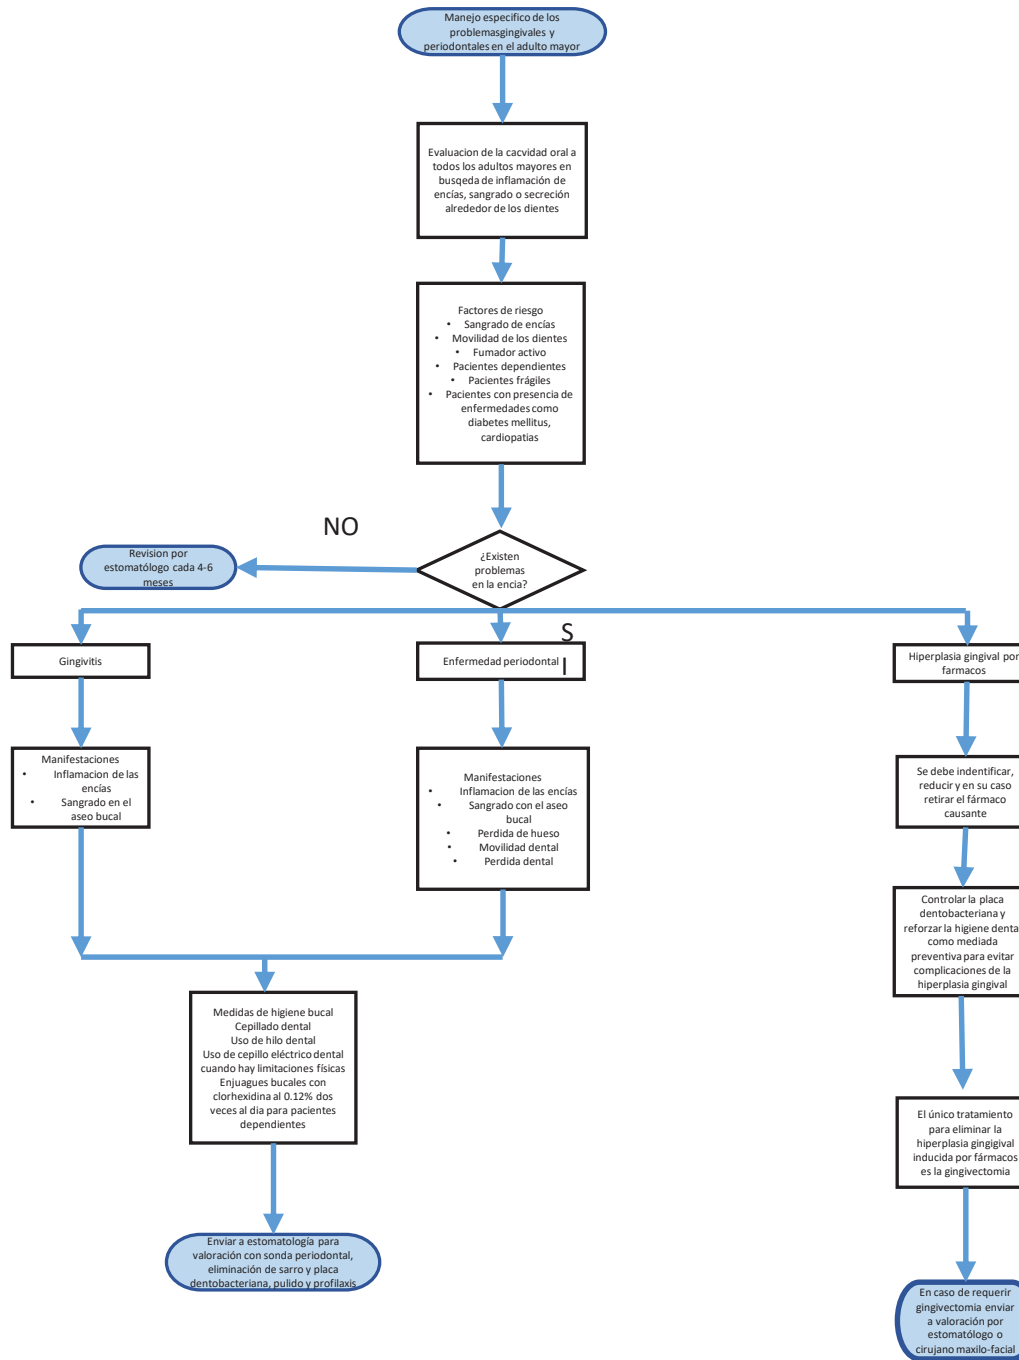 Manejo especifico de los
problemasgingivales y
periodontales en el adulto mayor
Evaluacion de la cacvidad oral a
todos los adultos mayores en
busqeda de inflamación de
encías, sangrado o secreción
alrededor de los dientes
Factores de riesgo
• Sangrado de encías
• Movilidad de los dientes
• Fumador activo
• Pacientes dependientes
• Pacientes frágiles
• Pacientes con presencia de
enfermedades como
diabetes mellitus,
cardiopatias
NO
¿Existen
problemas
en la encia?
Revision por
estomatólogo cada 4-6
meses
S
I
Gingivitis
Enfermedad periodontal
Hiperplasia gingival por
farmacos
Manifestaciones
• Inflamacion de las
encías
• Sangrado en el
aseo bucal
Manifestaciones
• Inflamacion de las encías
• Sangrado con el aseo
bucal
• Perdida de hueso
• Movilidad dental
• Perdida dental
Se debe indentificar,
reducir y en su caso
retirar el fármaco
causante
Controlar la placa
dentobacteriana y
reforzar la higiene denta
como mediada
preventiva para evitar
complicaciones de la
hiperplasia gingival
Medidas de higiene bucal
Cepillado dental
Uso de hilo dental
Uso de cepillo eléctrico dental
cuando hay limitaciones físicas
Enjuagues bucales con
clorhexidina al 0.12% dos
veces al dia para pacientes
dependientes
El único tratamiento
para eliminar la
hiperplasia gingigival
inducida por fármacos
es la gingivectomia
Enviar a estomatología para
valoración con sonda periodontal,
eliminación de sarro y placa
dentobacteriana, pulido y profilaxis
En caso de requerir
gingivectomia enviar
a valoración por
estomatólogo o
cirujano maxilo-facial